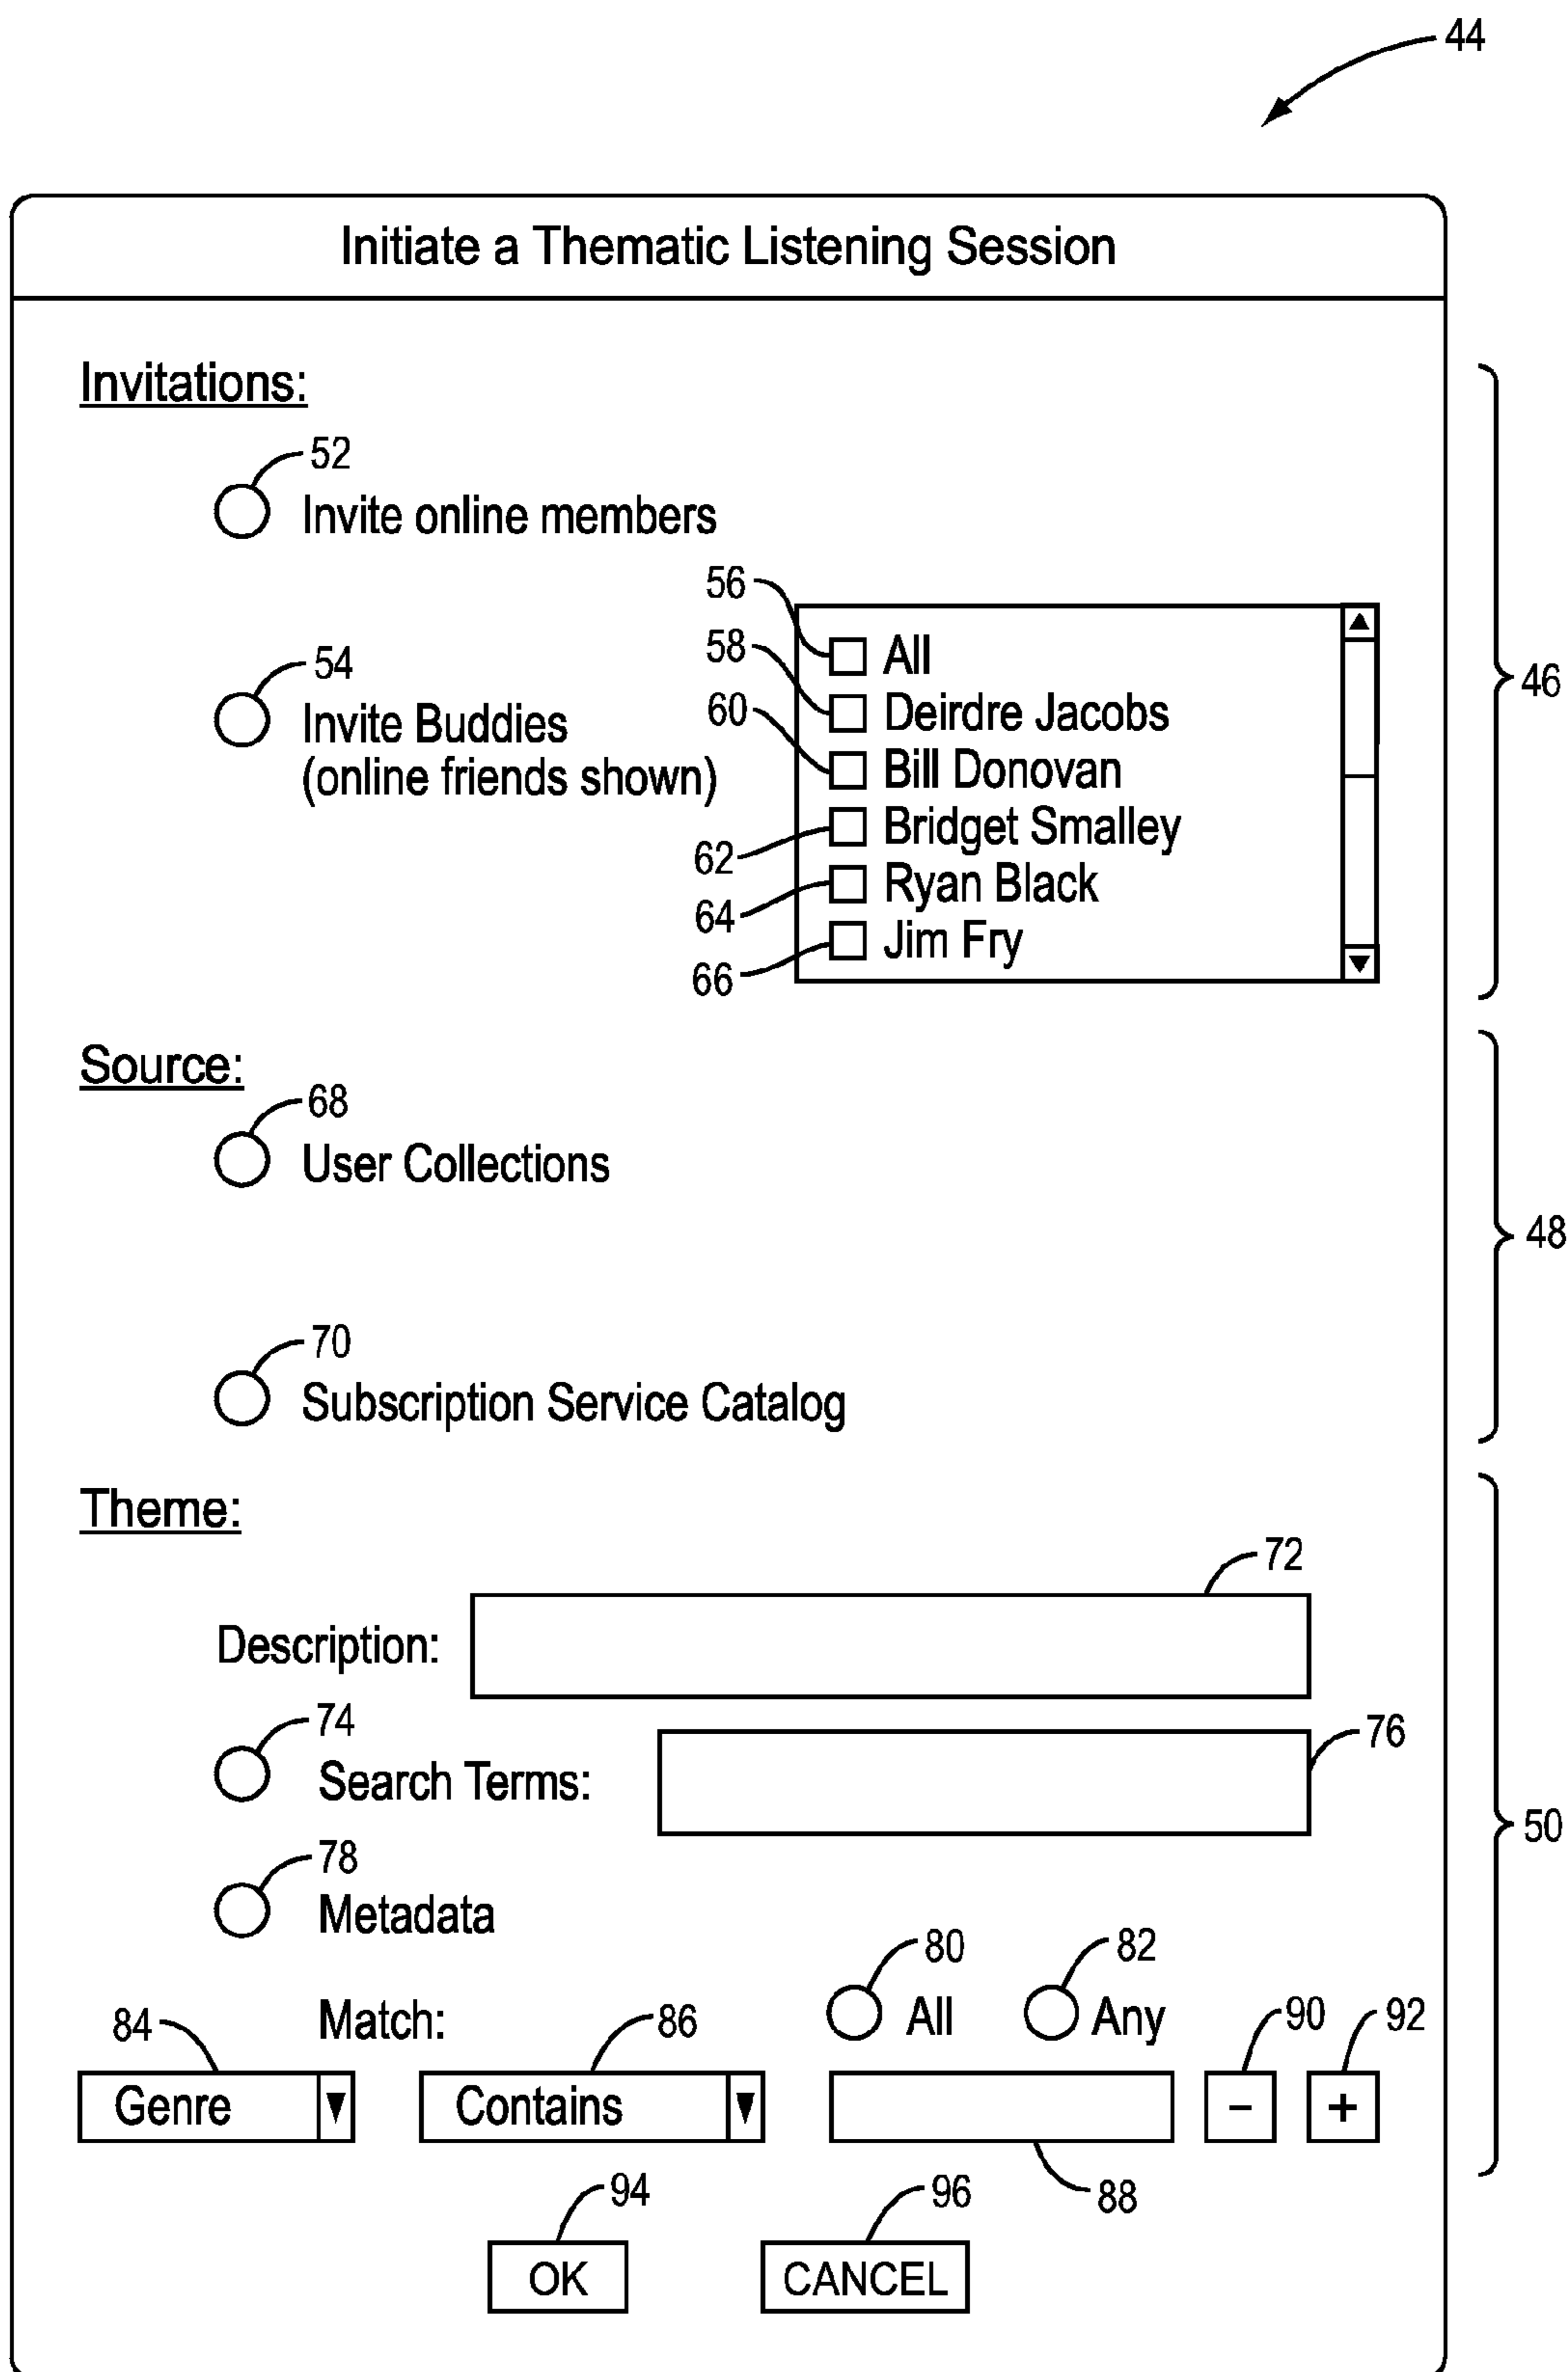 44
Initiate a Thematic Listening Session
Invitations:
52
Invite online members
56
All
58
Deirdre Jacobs
54
Invite Buddies
(online friends shown)
60
Bill Donovan
62
Bridget Smalley
64
Ryan Black
66
Jim Fry
46
Source:
68
User Collections
48
70
Subscription Service Catalog
Theme:
72
Description:
74
Search Terms:
76
50
78
Metadata
80
82
Match:
All
Any
84
86
90
92
Genre
Contains
-
+
88
94
96
OK
CANCEL